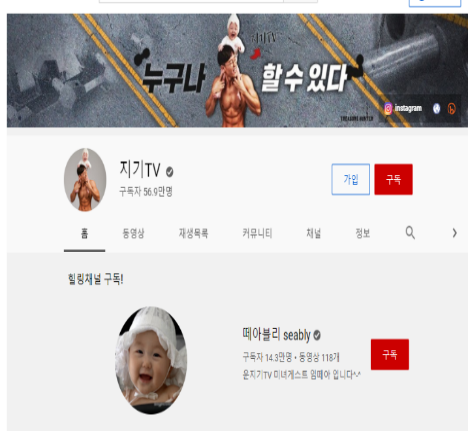 누구나 할 수 있다
instagram
TREASURE HUNTER
지기TV
구독자 56.9만명
가입
구독
홈 동영상 재생목록 커뮤니티 채널 정보
힐링채널 구독!
떼아블리 seably
구독자 14.3만명 • 동영상 118개
구독
운지기TV 미녀게스트 임떼아 입니다^^